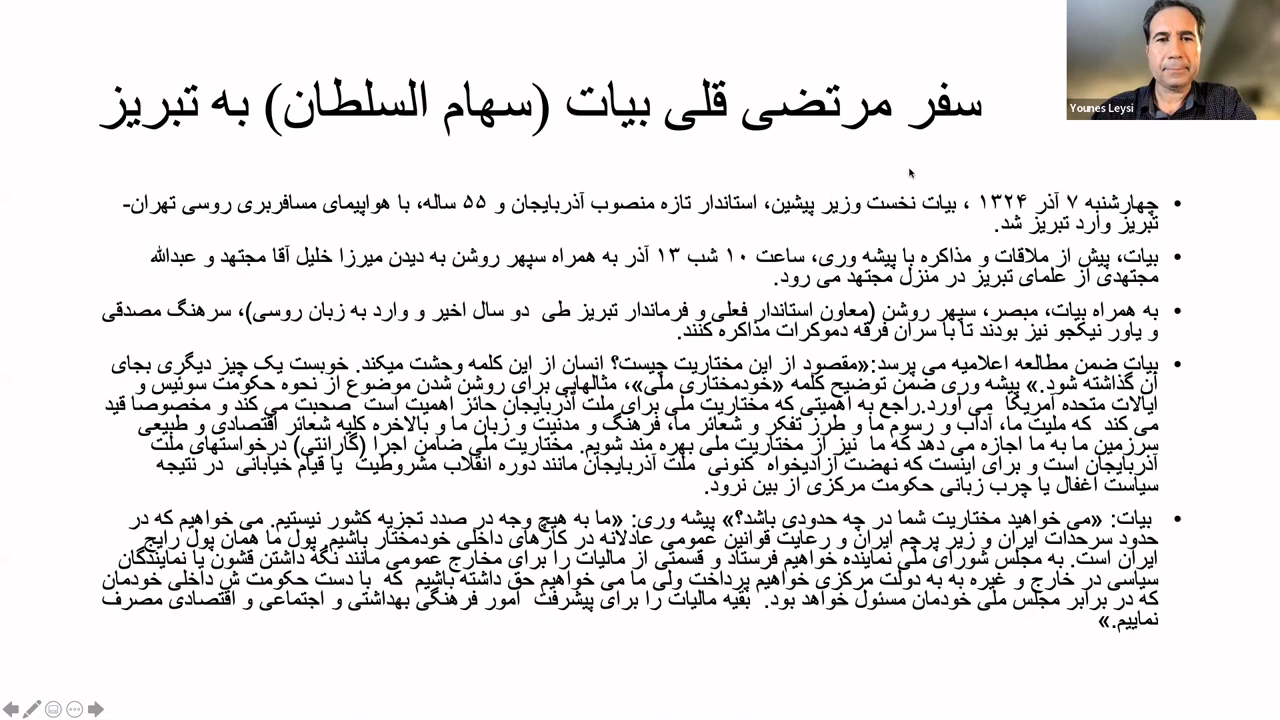 سفر مرتضی قلی بیات (سهام السلطان) به تبریز
Younes Leysi
• چهارشنبه ۷ آذر ۱۳۲۴ ، بیات نخست وزیر پیشین، استاندار تازه منصوب آذربایجان و ۵۵ ساله، با هواپیمای مسافربری روسی تهران-
تبریز وارد تبریز شد.
• بیات، پیش از ملاقات و مذاکره با پیشه وری، ساعت ۱۰ شب ۱۳ آذر به همراه سپهر روشن به دیدن میرزا خلیل آقا مجتهد و عبدالله
مجتهدی از علمای تبریز در منزل مجتهد می رود.
• به همراه بیات، مبصر، سپهر روشن (معاون استاندار فعلی و فرماندار تبریز طی دو سال اخیر و وارد به زبان روسی)، سرهنگ مصدقی
و یاور نیکجو نیز بودند تا با سران فرقه دموکرات مذاکره کنند.
• بیات ضمن مطالعه اعلامیه می پرسد:«مقصود از این مختاریت چیست؟ انسان از این کلمه وحشت میکند. خوبست یک چیز دیگری بجای
آن گذاشته شود.» پیشه وری ضمن توضیح کلمه «خودمختاری ملی»، مثالهایی برای روشن شدن موضوع از نحوه حکومت سوئیس و
ایالات متحده آمریکا می آورد.راجع به اهمیتی که مختاریت ملی برای ملت آذربایجان حائز اهمیت است صحبت می کند و مخصوصا قید
می کند که ملیت ما، آداب و رسوم ما و طرز تفکر و شعائر ما، فرهنگ و مدنیت و زبان ما و بالاخره کلیه شعائر اقتصادی و طبیعی
سرزمین ما به ما اجازه می دهد که ما نیز از مختاریت ملی بهره مند شویم. مختاریت ملی ضامن اجرا (گارانتی) درخواستهای ملت
آذربایجان است و برای اینست که نهضت آزادیخواه کنونی ملت آذربایجان مانند دوره انقلاب مشروطیت یا قیام خیابانی در نتیجه
سیاست اغفال یا چرب زبانی حکومت مرکزی از بین نرود.
• بیات: «می خواهید مختاریت شما در چه حدودی باشد؟» پیشه وری: «ما به هیچ وجه در صدد تجزیه کشور نیستیم. می خواهیم که در
حدود سرحدات ایران و زیر پرچم ایران و رعایت قوانین عمومی عادلانه در کارهای داخلی خودمختار باشیم. پول ما همان پول رایج
ایران است. به مجلس شورای ملی نماینده خواهیم فرستاد و قسمتی از مالیات را برای مخارج عمومی مانند نگه داشتن قشون یا نمایندگان
سیاسی در خارج و غیره به به دولت مرکزی خواهیم پرداخت ولی ما می خواهیم حق داشته باشیم که با دست حکومت ش داخلی خودمان
که در برابر مجلس ملی خودمان مسئول خواهد بود. بقیه مالیات را برای پیشرفت امور فرهنگی بهداشتی و اجتماعی و اقتصادی مصرف
نماییم.»